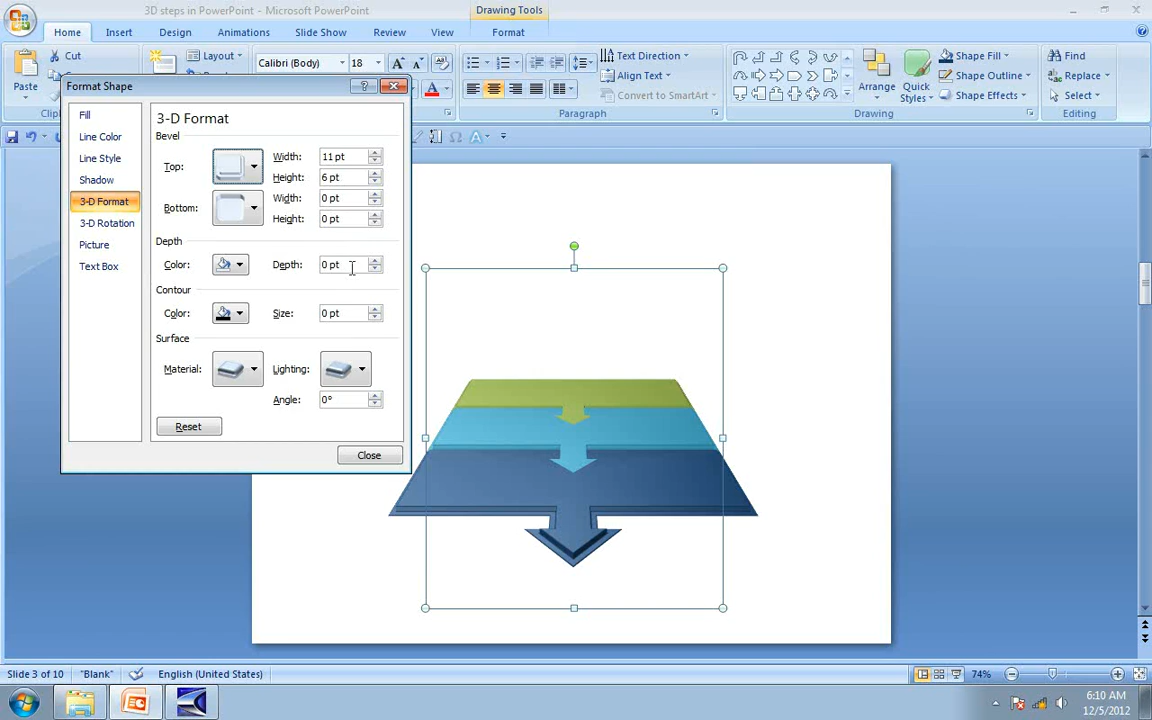 3D steps in PowerPoint - Microsoft PowerPoint
Drawing Tools
Home
Insert
Design
Animations
Slide Show
Review
View
Format
Cut
Layout
Calibri (Body)
18
Text Direction
Align Text
Convert to SmartArt
Paragraph
Paste
Arrange
Quick
Styles
Shape Fill
Shape Outline
Shape Effects
Drawing
Find
Replace
Select
Editing
Format Shape
Fill
Line Color
Line Style
Shadow
3-D Format
3-D Rotation
Picture
Text Box
3-D Format
Bevel
Top:
Width: 11 pt
Height: 6 pt
Bottom:
Width: 0 pt
Height: 0 pt
Depth
Color:
Depth: 0 pt
Contour
Color:
Size: 0 pt
Surface
Material:
Lighting:
Angle: 0°
Reset
Close
Slide 3 of 10
"Blank"
English (United States)
74%
6:10 AM
12/5/2012